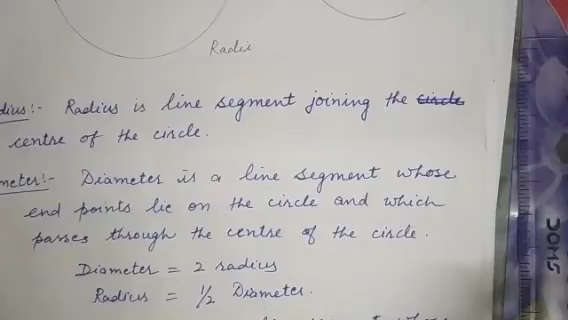 Radii
dius:- Radius is line segment joining the circle
centre of the circle.
meter:- Diameter is a line segment whose
end points lie on the circle and which
passes through the centre of the circle.
Diameter = 2 radius
Radius = 1/2 Diameter.